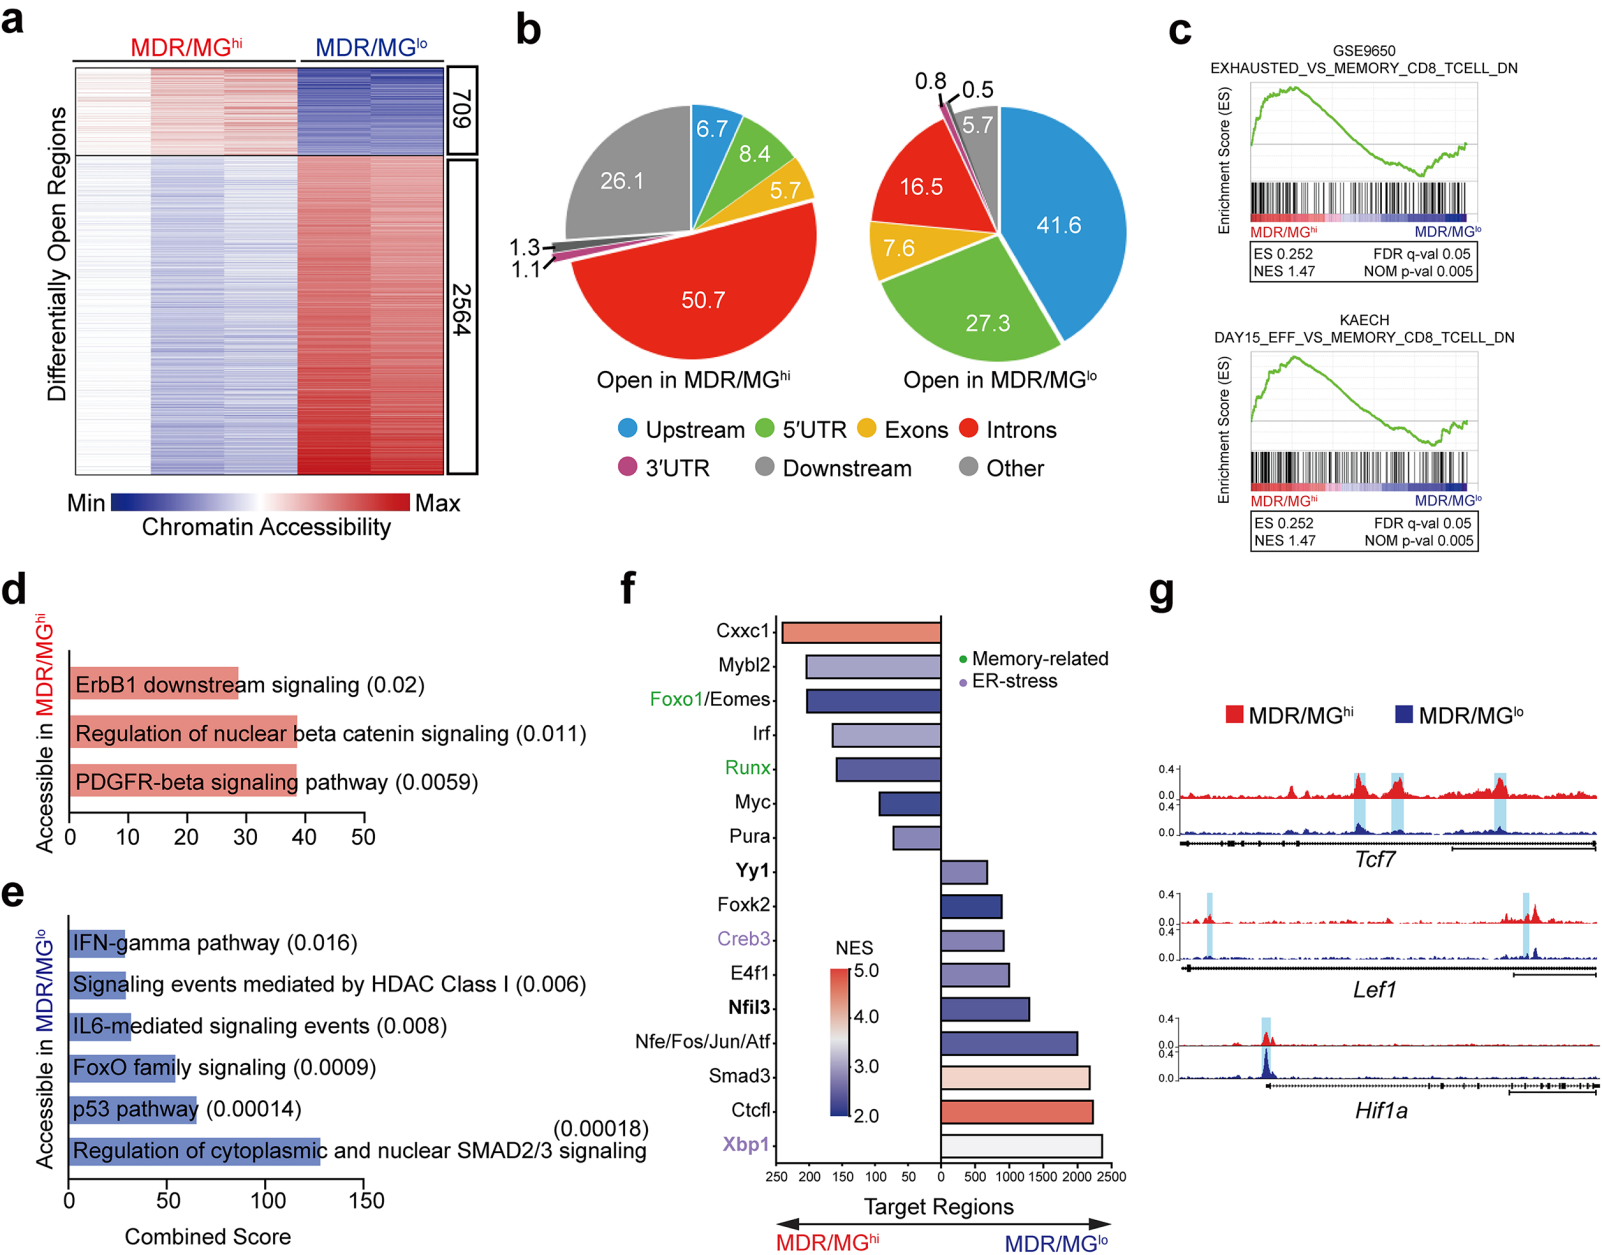 a
MDR/MGhi
MDR/MGlo
Differentially Open Regions
709
2564
Min
Max
Chromatin Accessibility
b
6.7
8.4
5.7
50.7
1.1
1.3
26.1
Open in MDR/MGhi
0.8
0.5
5.7
41.6
27.3
7.6
16.5
Open in MDR/MGlo
Upstream
5′UTR
Exons
Introns
3′UTR
Downstream
Other
c
GSE9650
EXHAUSTED_VS_MEMORY_CD8_TCELL_DN
Enrichment Score (ES)
MDR/MGhi
MDR/MGlo
ES 0.252 FDR q-val 0.05
NES 1.47 NOM p-val 0.005
KAECH
DAY15_EFF_VS_MEMORY_CD8_TCELL_DN
Enrichment Score (ES)
MDR/MGhi
MDR/MGlo
ES 0.252 FDR q-val 0.05
NES 1.47 NOM p-val 0.005
d
Accessible in MDR/MGhi
ErbB1 downstream signaling (0.02)
Regulation of nuclear beta catenin signaling (0.011)
PDGFR-beta signaling pathway (0.0059)
0 10 20 30 40 50
e
Accessible in MDR/MGlo
IFN-gamma pathway (0.016)
Signaling events mediated by HDAC Class I (0.006)
IL6-mediated signaling events (0.008)
FoxO family signaling (0.0009)
p53 pathway (0.00014)
(0.00018)
Regulation of cytoplasmic and nuclear SMAD2/3 signaling
0 50 100 150
Combined Score
f
Cxxc1
Mybl2
Foxo1/Eomes
Irf
Runx
Myc
Pura
Yy1
Foxk2
Creb3
E4f1
Nfil3
Nfe/Fos/Jun/Atf
Smad3
Ctcfl
Xbp1
Memory-related
ER-stress
NES
5.0
4.0
3.0
2.0
250 200 150 100 50 0 500 1000 1500 2000 2500
Target Regions
MDR/MGhi
MDR/MGlo
g
MDR/MGhi
MDR/MGlo
0.4
0.0
0.4
0.0
Tcf7
0.4
0.0
0.4
0.0
Lef1
0.4
0.0
0.4
0.0
Hif1a